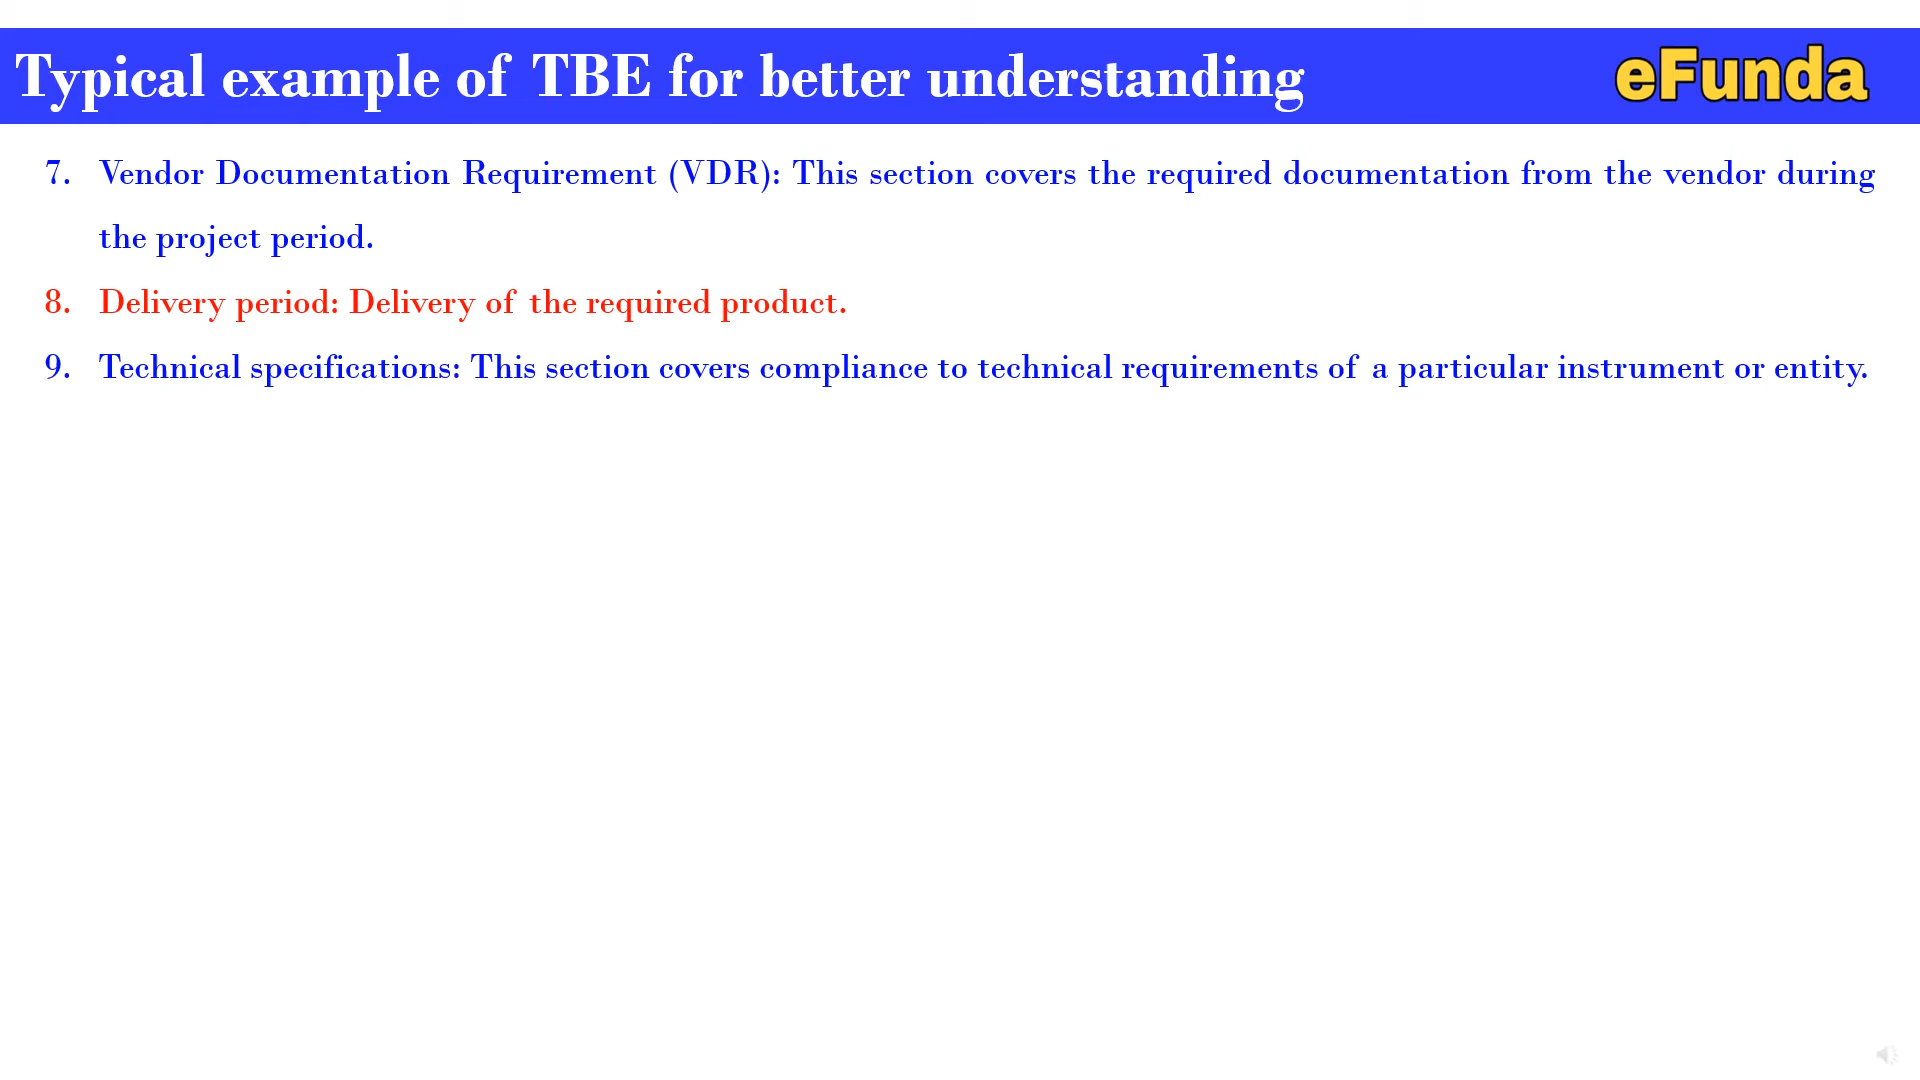 Typical example of TBE for better understanding
eFunda
7. Vendor Documentation Requirement (VDR): This section covers the required documentation from the vendor during
the project period.
8. Delivery period: Delivery of the required product.
9. Technical specifications: This section covers compliance to technical requirements of a particular instrument or entity.